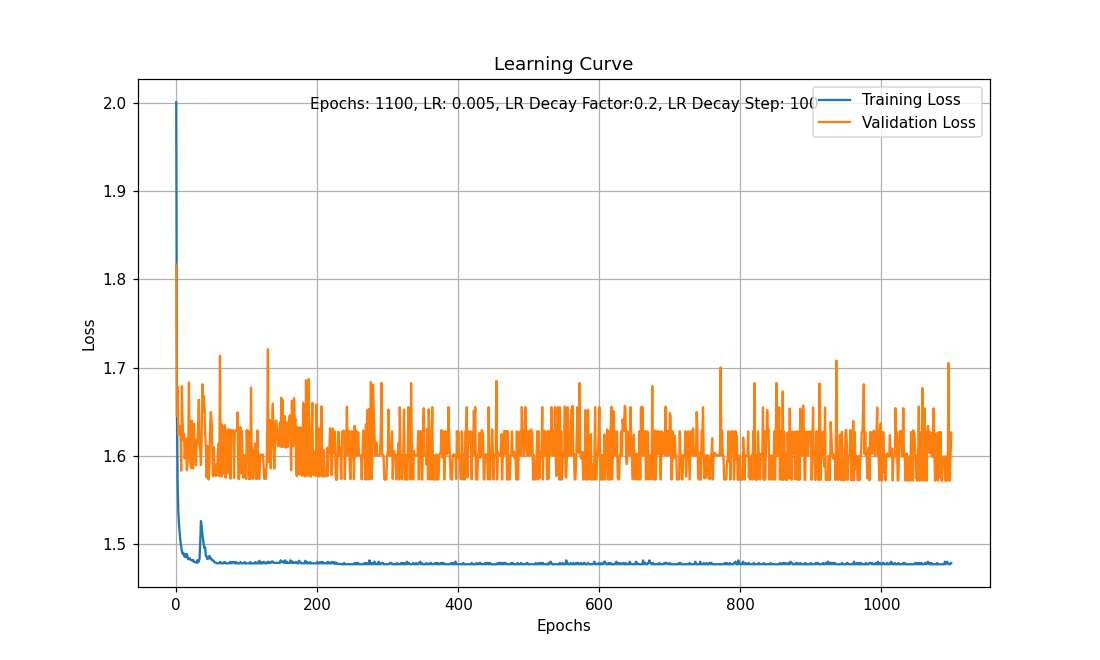 Learning Curve
Epochs: 1100, LR: 0.005, LR Decay Factor:0.2, LR Decay Step: 100
Training Loss
Validation Loss
2.0
1.9
1.8
1.7
1.6
1.5
Loss
0 200 400 600 800 1000
Epochs